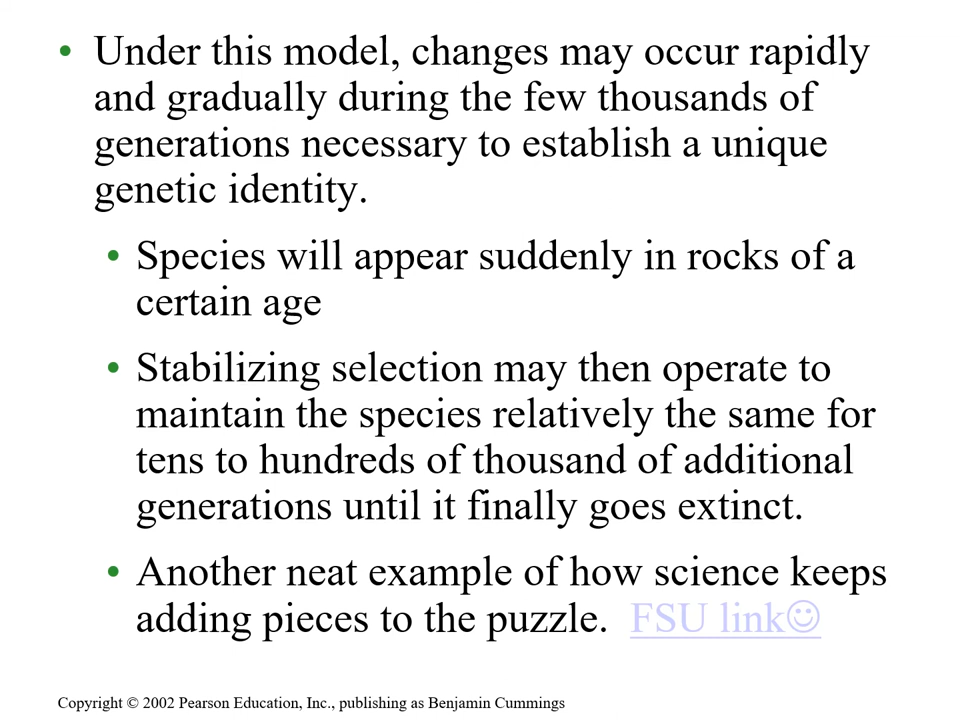 • Under this model, changes may occur rapidly
and gradually during the few thousands of
generations necessary to establish a unique
genetic identity.
• Species will appear suddenly in rocks of a
certain age
• Stabilizing selection may then operate to
maintain the species relatively the same for
tens to hundreds of thousand of additional
generations until it finally goes extinct.
• Another neat example of how science keeps
adding pieces to the puzzle. FSU link☺
Copyright © 2002 Pearson Education, Inc., publishing as Benjamin Cummings